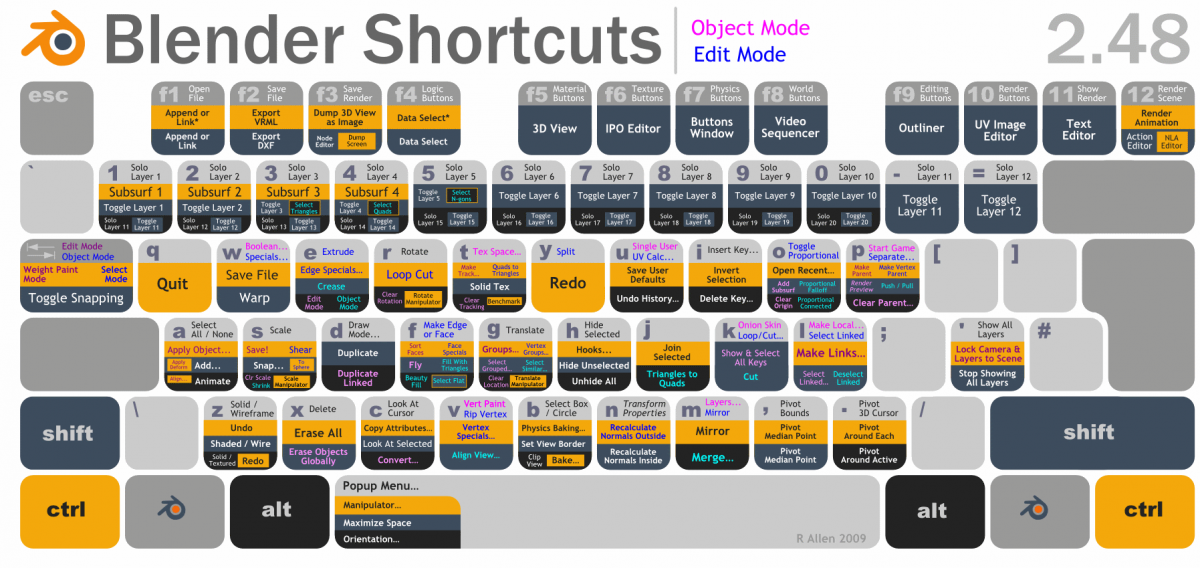 Blender Shortcuts
Object Mode
Edit Mode
2.48
esc
f1 Open File
Append or Link*
Append or Link
f2 Save File
Export VRML
Export DXF
f3 Save Render
Dump 3D View as Image
Node Editor
Dump Screen
f4 Logic Buttons
Data Select*
Data Select
f5 Material Buttons
3D View
f6 Texture Buttons
IPO Editor
f7 Physics Buttons
Buttons Window
f8 World Buttons
Video Sequencer
f9 Editing Buttons
Outliner
10 Render Buttons
UV Image Editor
11 Show Render
Text Editor
12 Render Scene
Render Animation
Action Editor
NLA Editor
`
1 Solo Layer 1
Subsurf 1
Toggle Layer 1
Solo Layer 11
Toggle Layer 11
2 Solo Layer 2
Subsurf 2
Toggle Layer 2
Solo Layer 12
Toggle Layer 12
3 Solo Layer 3
Subsurf 3
Toggle Layer 3
Select Triangles
Solo Layer 13
Toggle Layer 13
4 Solo Layer 4
Subsurf 4
Toggle Layer 4
Select Quads
Solo Layer 14
Toggle Layer 14
5 Solo Layer 5
Toggle Layer 5
Select N-gons
Solo Layer 15
Toggle Layer 15
6 Solo Layer 6
Toggle Layer 6
Solo Layer 16
Toggle Layer 16
7 Solo Layer 7
Toggle Layer 7
Solo Layer 17
Toggle Layer 17
8 Solo Layer 8
Toggle Layer 8
Solo Layer 18
Toggle Layer 18
9 Solo Layer 9
Toggle Layer 9
Solo Layer 19
Toggle Layer 19
0 Solo Layer 10
Toggle Layer 10
Solo Layer 20
Toggle Layer 20
- Solo Layer 11
Toggle Layer 11
= Solo Layer 12
Toggle Layer 12
Edit Mode
Object Mode
Weight Paint Mode
Select Mode
Toggle Snapping
q
Quit
w Boolean...
Specials...
Save File
Warp
e Extrude
Edge Specials...
Crease
Edit Mode
Object Mode
r Rotate
Loop Cut
Clear Rotation
Rotate Manipulator
t Tex Space...
Make Track...
Quads to Triangles
Solid Tex
Clear Tracking
Benchmark
y Split
Redo
u Single User
UV Calc...
Save User Defaults
Undo History...
i Insert Key...
Invert Selection
Delete Key...
o Toggle Proportional
Open Recent...
Add Subsurf
Proportional Falloff
Clear Origin
Proportional Connected
p Start Game
Separate...
Make Parent
Make Vertex Parent
Render Preview
Push / Pull
Clear Parent...
[
]
a Select All / None
Apply Object...
Apply Deform
Add...
Align...
Animate
s Scale
Save!
Shear
Snap...
To Sphere
Clr Scale
Shrink
Scale Manipulator
d Draw Mode...
Duplicate
Duplicate Linked
f Make Edge or Face
Sort Faces
Face Specials
Fly
Fill With Triangles
Beauty Fill
Select Flat
g Translate
Groups...
Vertex Groups...
Select Grouped...
Select Similar...
Clear Location
Translate Manipulator
h Hide Selected
Hooks...
Hide Unselected
Unhide All
j
Join Selected
Triangles to Quads
k Onion Skin
Loop/Cut...
Show & Select All Keys
Cut
l Make Local...
Select Linked
Make Links...
Select Linked...
Deselect Linked
;
' Show All Layers
Lock Camera & Layers to Scene
Stop Showing All Layers
#
shift
\
z Solid / Wireframe
Undo
Shaded / Wire
Solid / Textured
Redo
x Delete
Erase All
Erase Objects Globally
c Look At Cursor
Copy Attributes...
Look At Selected
Convert...
v Vert Paint
Rip Vertex
Vertex Specials...
Align View...
b Select Box / Circle
Physics Baking...
Set View Border
Clip View
Bake...
n Transform Properties
Recalculate Normals Outside
Recalculate Normals Inside
m Layers...
Mirror
Mirror
Merge...
, Pivot Bounds
Pivot Median Point
Pivot Median Point
. Pivot 3D Cursor
Pivot Around Each
Pivot Around Active
/
shift
ctrl
alt
Popup Menu...
Manipulator...
Maximize Space
Orientation...
R Allen 2009
alt
ctrl